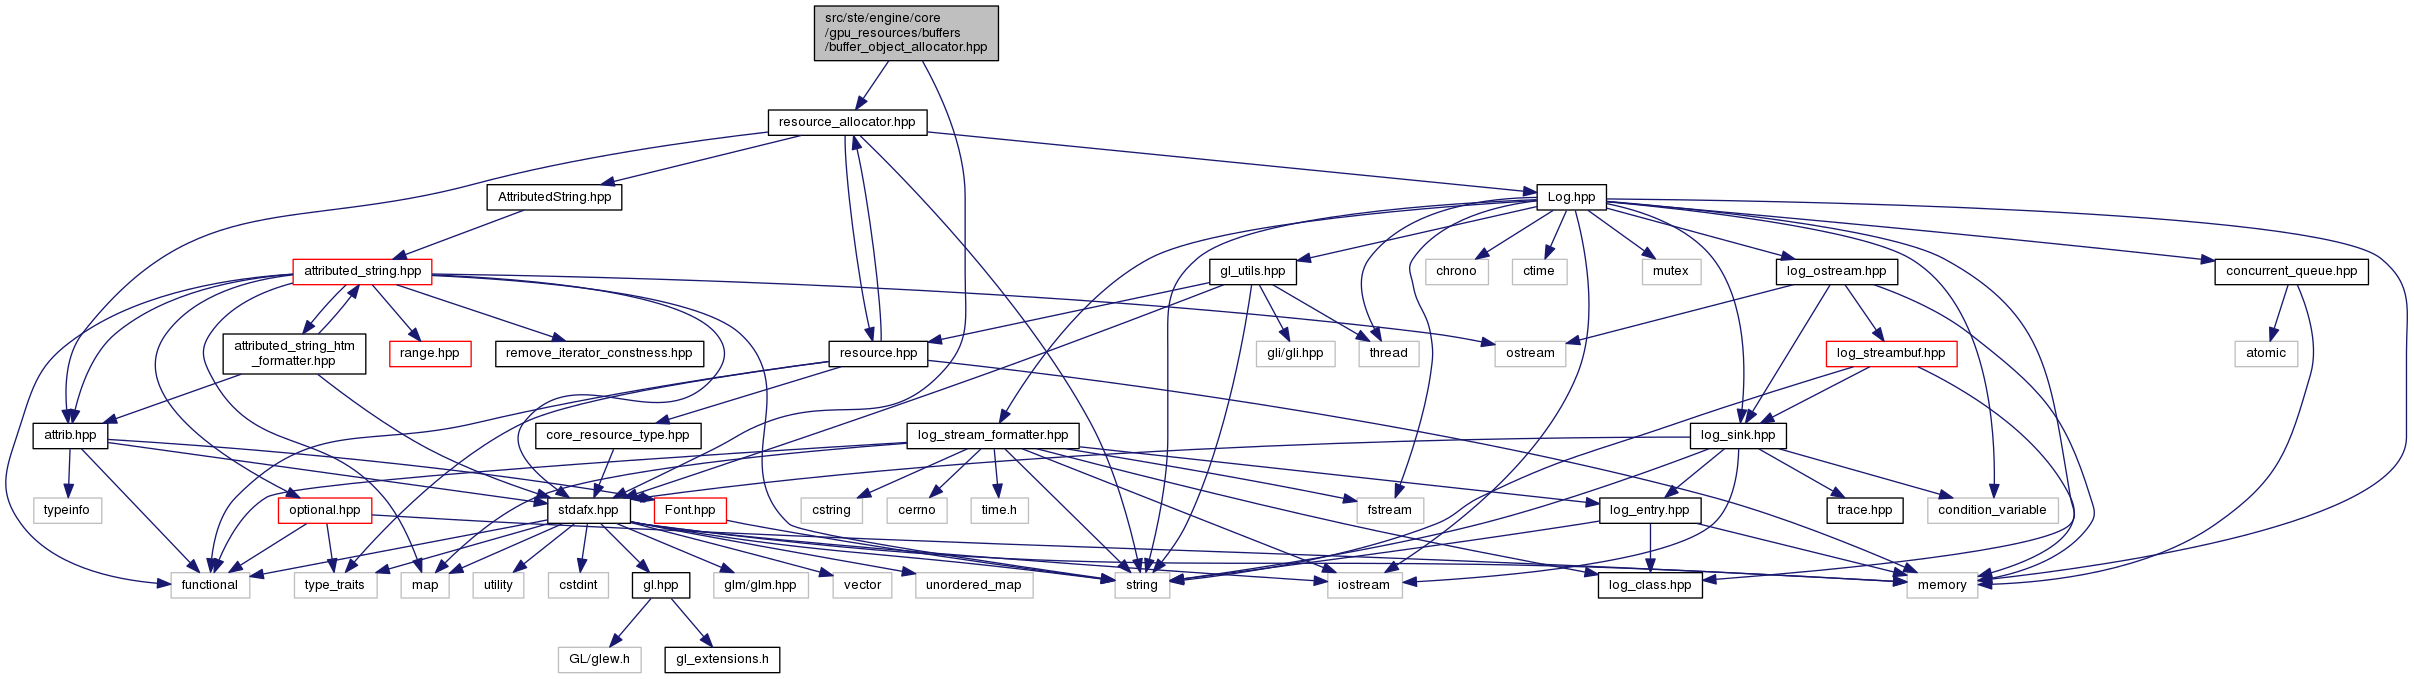 src/ste/engine/core
/gpu_resources/buffers
/buffer_object_allocator.hpp
resource_allocator.hpp
AttributedString.hpp
Log.hpp
attributed_string.hpp
gl_utils.hpp
chrono
ctime
mutex
log_ostream.hpp
concurrent_queue.hpp
attributed_string_htm
_formatter.hpp
range.hpp
remove_iterator_constness.hpp
resource.hpp
gli/gli.hpp
thread
ostream
log_streambuf.hpp
atomic
attrib.hpp
core_resource_type.hpp
log_stream_formatter.hpp
log_sink.hpp
typeinfo
optional.hpp
stdafx.hpp
Font.hpp
cstring
cerrno
time.h
fstream
log_entry.hpp
trace.hpp
condition_variable
functional
type_traits
map
utility
cstdint
gl.hpp
glm/glm.hpp
vector
unordered_map
string
iostream
log_class.hpp
memory
GL/glew.h
gl_extensions.h